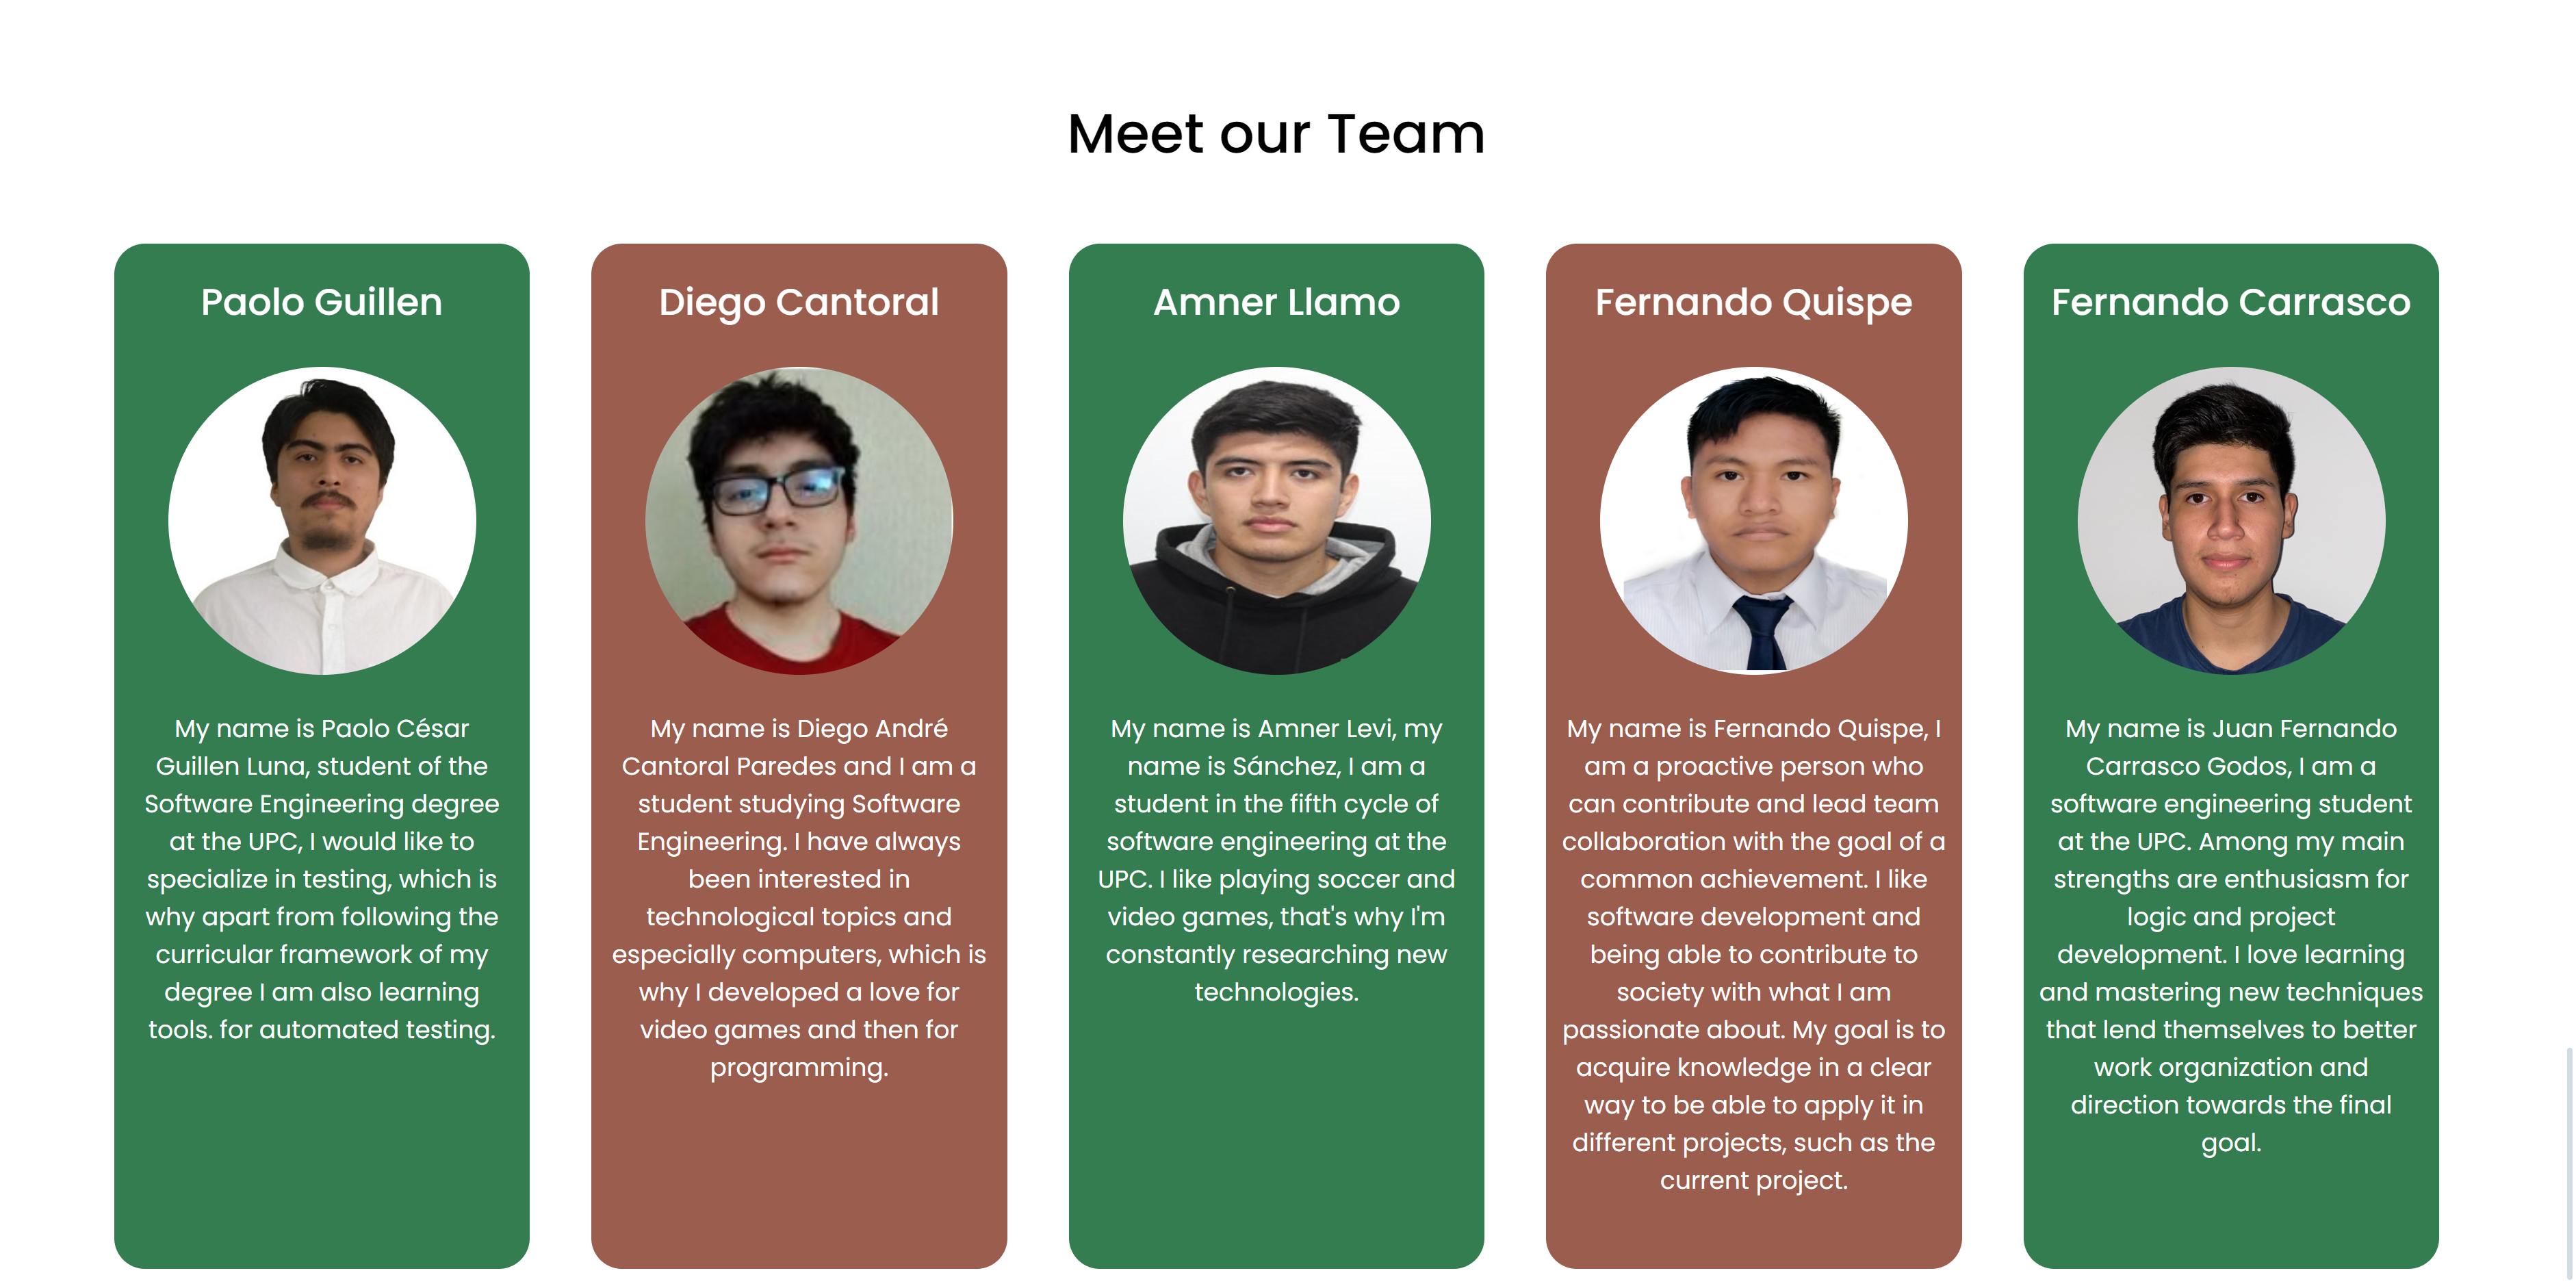 Meet our Team
Paolo Guillen
My name is Paolo César
Guillen Luna, student of the
Software Engineering degree
at the UPC, I would like to
specialize in testing, which is
why apart from following the
curricular framework of my
degree I am also learning
tools. for automated testing.
Diego Cantoral
My name is Diego André
Cantoral Paredes and I am a
student studying Software
Engineering. I have always
been interested in
technological topics and
especially computers, which is
why I developed a love for
video games and then for
programming.
Amner Llamo
My name is Amner Levi, my
name is Sánchez, I am a
student in the fifth cycle of
software engineering at the
UPC. I like playing soccer and
video games, that's why I'm
constantly researching new
technologies.
Fernando Quispe
My name is Fernando Quispe, I
am a proactive person who
can contribute and lead team
collaboration with the goal of a
common achievement. I like
software development and
being able to contribute to
society with what I am
passionate about. My goal is to
acquire knowledge in a clear
way to be able to apply it in
different projects, such as the
current project.
Fernando Carrasco
My name is Juan Fernando
Carrasco Godos, I am a
software engineering student
at the UPC. Among my main
strengths are enthusiasm for
logic and project
development. I love learning
and mastering new techniques
that lend themselves to better
work organization and
direction towards the final
goal.